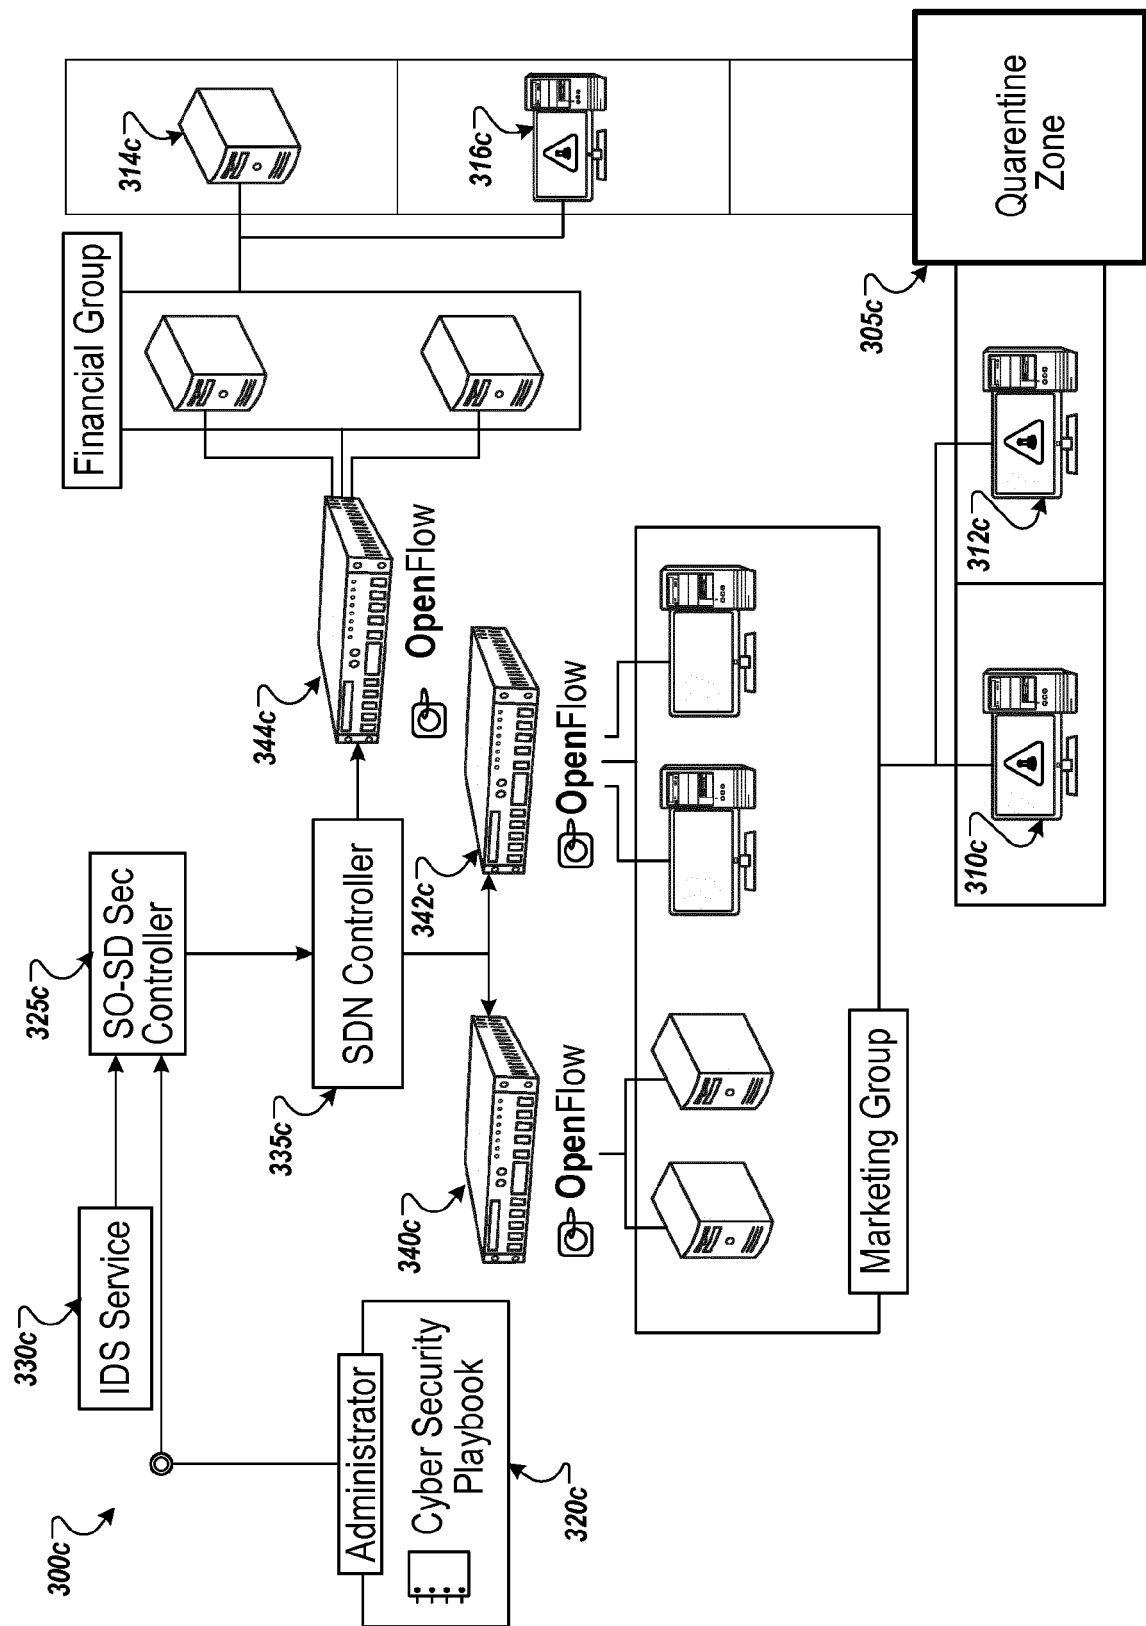 300c
330c
IDS Service
325c
SO-SD Sec
Controller
Administrator
Cyber Security
Playbook
320c
335c
SDN Controller
340c
OpenFlow
342c
OpenFlow
344c
OpenFlow
Financial Group
314c
316c
Marketing Group
310c
312c
305c
Quarentine
Zone